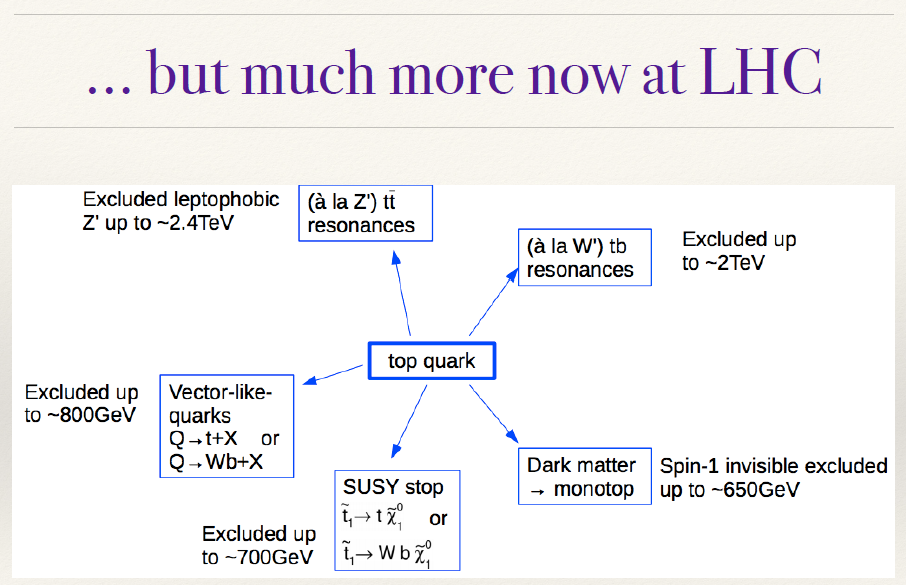 ... but much more now at LHC
Excluded leptophobic
Z' up to ~2.4TeV
(à la Z') tt̄
resonances
(à la W') tb
resonances
Excluded up
to ~2TeV
top quark
Excluded up
to ~800GeV
Vector-like-
quarks
Q→t+X or
Q→Wb+X
Dark matter
→ monotop
Spin-1 invisible excluded
up to ~650GeV
SUSY stop
t̃₁→ t χ̃₁⁰ or
t̃₁→ W b χ̃₁⁰
Excluded up
to ~700GeV